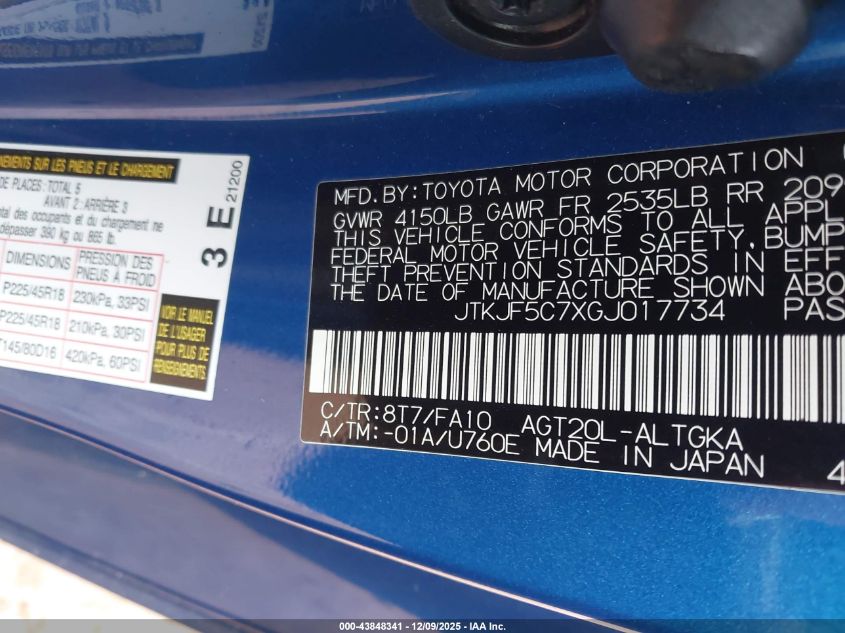 NEMENTS SUR LES PNEUS ET LE CHARGEMENT
DE PLACES: TOTAL 5
AVANT 2: ARRIÈRE 3
tal des occupants et du chargement ne
dépasser 390 kg ou 865 lb.
DIMENSIONS PRESSION DES PNEUS À FROID
P225/45R18 230kPa, 33PSI
P225/45R18 210kPa, 30PSI
T145/80D16 420kPa, 60PSI
VOIR LE MANUEL
DE L'USAGER
POUR PLUS DE
RENSEIGNEMENTS
3 E
21200
MFD.BY:TOYOTA MOTOR CORPORATION
GVWR 4150LB GAWR FR 2535LB RR 209
THIS VEHICLE CONFORMS TO ALL APPL
FEDERAL MOTOR VEHICLE SAFETY,BUMP
THEFT PREVENTION STANDARDS IN EFF
THE DATE OF MANUFACTURE SHOWN ABO
JTKJF5C7XGJ017734 PAS
C/TR:8T7/FA10 AGT20L-ALTGKA
A/TM:-01A/U760E MADE IN JAPAN 4
000-43848341 - 12/09/2025 - IAA Inc.